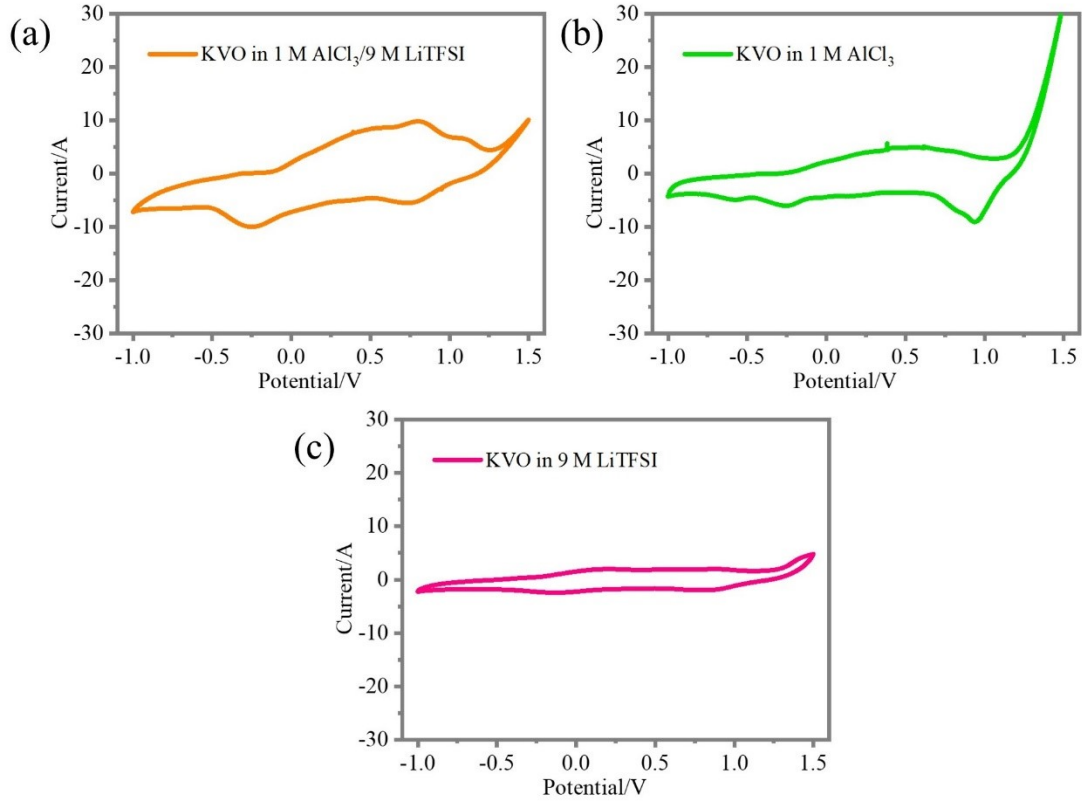 (a)
KVO in 1 M AlCl₃/9 M LiTFSI
30
20
10
0
-10
-20
-30
Current/A
-1.0 -0.5 0.0 0.5 1.0 1.5
Potential/V
(b)
KVO in 1 M AlCl₃
30
20
10
0
-10
-20
-30
Current/A
-1.0 -0.5 0.0 0.5 1.0 1.5
Potential/V
(c)
KVO in 9 M LiTFSI
30
20
10
0
-10
-20
-30
Current/A
-1.0 -0.5 0.0 0.5 1.0 1.5
Potential/V